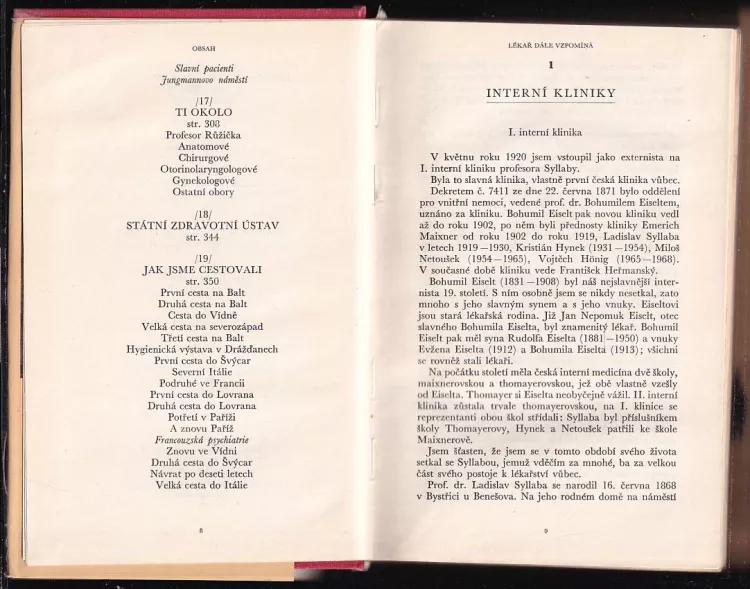 OBSAH
Slavní pacienti
Jungmannovo náměstí
/17/
TI OKOLO
str. 308
Profesor Růžička
Anatomové
Chirurgové
Otorinolaryngologové
Gynekologové
Ostatní obory
/18/
STÁTNÍ ZDRAVOTNÍ ÚSTAV
str. 344
/19/
JAK JSME CESTOVALI
str. 350
První cesta na Balt
Druhá cesta na Balt
Cesta do Vídně
Velká cesta na severozápad
Třetí cesta na Balt
Hygienická výstava v Drážďanech
První cesta do Švýcar
Severní Itálie
Podruhé ve Francii
První cesta do Lovrana
Druhá cesta do Lovrana
Potřetí v Paříži
A znovu Paříž
Francouzská psychiatrie
Znovu ve Vídni
Druhá cesta do Švýcar
Návrat po deseti letech
Velká cesta do Itálie
8
LÉKAŘ DÁLE VZPOMÍNÁ
1
INTERNÍ KLINIKY
I. interní klinika
V květnu roku 1920 jsem vstoupil jako externista na
I. interní kliniku profesora Syllaby.
Byla to slavná klinika, vlastně první česká klinika vůbec.
Dekretem č. 7411 ze dne 22. června 1871 bylo oddělení
pro vnitřní nemoci, vedené prof. dr. Bohumilem Eiseltem,
uznáno za kliniku. Bohumil Eiselt pak novou kliniku vedl
až do roku 1902, po něm byli přednosty kliniky Emerich
Maixner od roku 1902 do roku 1919, Ladislav Syllaba
v letech 1919—1930, Kristián Hynek (1931—1954), Miloš
Netoušek (1954—1965), Vojtěch Hönig (1965—1968).
V současné době kliniku vede František Heřmanský.
Bohumil Eiselt (1831—1908) byl náš nejslavnější inter-
nista 19. století. S ním osobně jsem se nikdy nesetkal, zato
mnoho s jeho slavným synem a s jeho vnuky. Eiseltovi
jsou stará lékařská rodina. Již Jan Nepomuk Eiselt, otec
slavného Bohumila Eiselta, byl znamenitý lékař. Bohumil
Eiselt pak měl syna Rudolfa Eiselta (1881—1950) a vnuky
Evžena Eiselta (1912) a Bohumila Eiselta (1913); všichni
se rovněž stali lékaři.
Na počátku století měla česká interní medicína dvě školy,
maixnerovskou a thomayerovskou, jež obě vlastně vzešly
od Eiselta. Thomayer si Eiselta neobyčejně vážil. II. interní
klinika zůstala trvale thomayerovskou, na I. klinice se
reprezentanti obou škol střídali: Syllaba byl příslušníkem
školy Thomayerovy, Hynek a Netoušek patřili ke škole
Maixnerově.
Jsem šťasten, že jsem se v tomto období svého života
setkal se Syllabou, jemuž vděčím za mnohé, ba za velkou
část svého postoje k lékařství vůbec.
Prof. dr. Ladislav Syllaba se narodil 16. června 1868
v Bystřici u Benešova. Na jeho rodném domě na náměstí
9